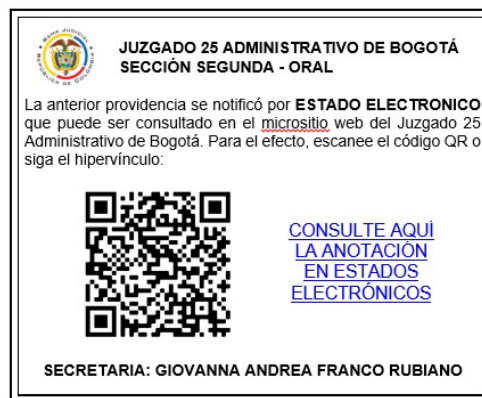 JUZGADO 25 ADMINISTRATIVO DE BOGOTÁ
SECCIÓN SEGUNDA - ORAL
La anterior providencia se notificó por ESTADO ELECTRONICO
que puede ser consultado en el micrositio web del Juzgado 25
Administrativo de Bogotá. Para el efecto, escanee el código QR o
siga el hipervínculo:
CONSULTE AQUÍ
LA ANOTACIÓN
EN ESTADOS
ELECTRÓNICOS
SECRETARIA: GIOVANNA ANDREA FRANCO RUBIANO